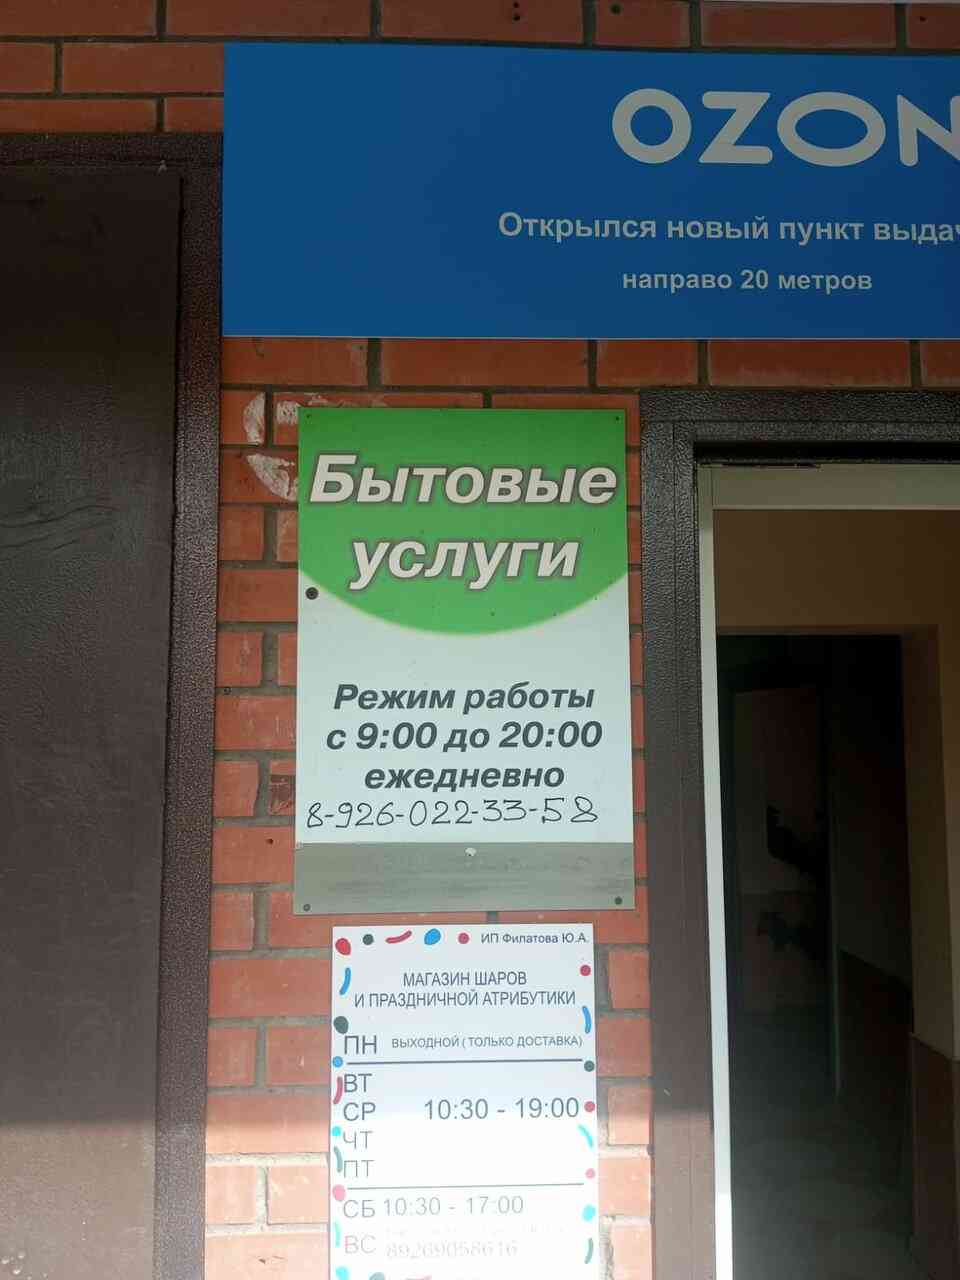 OZON
Открылся новый пункт выдач
направо 20 метров
Бытовые
услуги
Режим работы
с 9:00 до 20:00
ежедневно
8-926-022-33-58
ИП Филатова Ю.А.
МАГАЗИН ШАРОВ
И ПРАЗДНИЧНОЙ АТРИБУТИКИ
ПН ВЫХОДНОЙ ( ТОЛЬКО ДОСТАВКА)
ВТ
СР 10:30 - 19:00
ЧТ
ПТ
СБ 10:30 - 17:00
ВС 89269058616